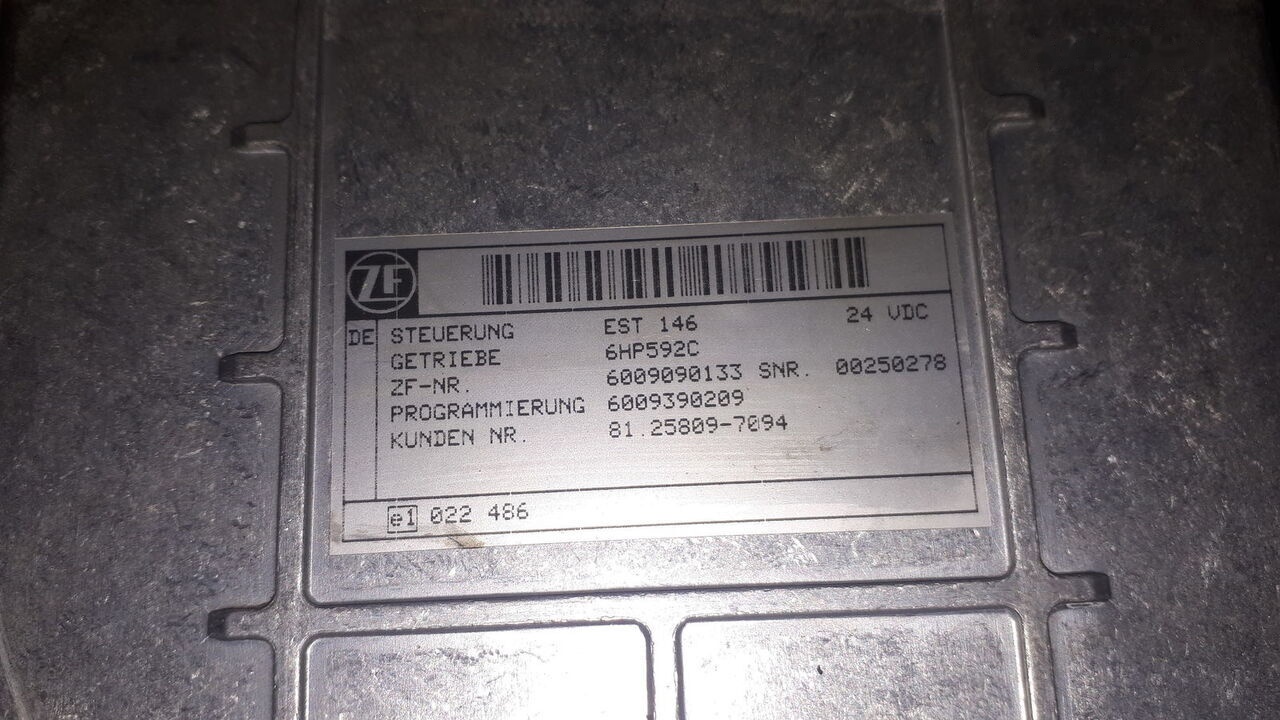 ZF
DE STEUERUNG EST 146 24 VDC
GETRIEBE 6HP592C
ZF-NR. 6009090133 SNR. 00250278
PROGRAMMIERUNG 6009390209
KUNDEN NR. 81.25809-7094
e1 022 486